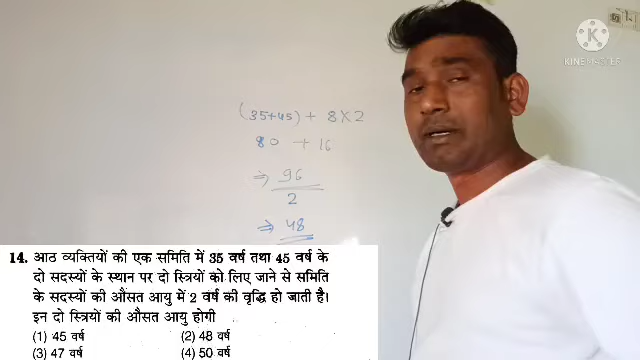 KINEMASTER
(35+45) + 8×2
80 + 16
⇒ 96
2
⇒ 48
14. आठ व्यक्तियों की एक समिति में 35 वर्ष तथा 45 वर्ष के
दो सदस्यों के स्थान पर दो स्त्रियों को लिए जाने से समिति
के सदस्यों की औसत आयु में 2 वर्ष की वृद्धि हो जाती है।
इन दो स्त्रियों की औसत आयु होगी
(1) 45 वर्ष (2) 48 वर्ष
(3) 47 वर्ष (4) 50 वर्ष